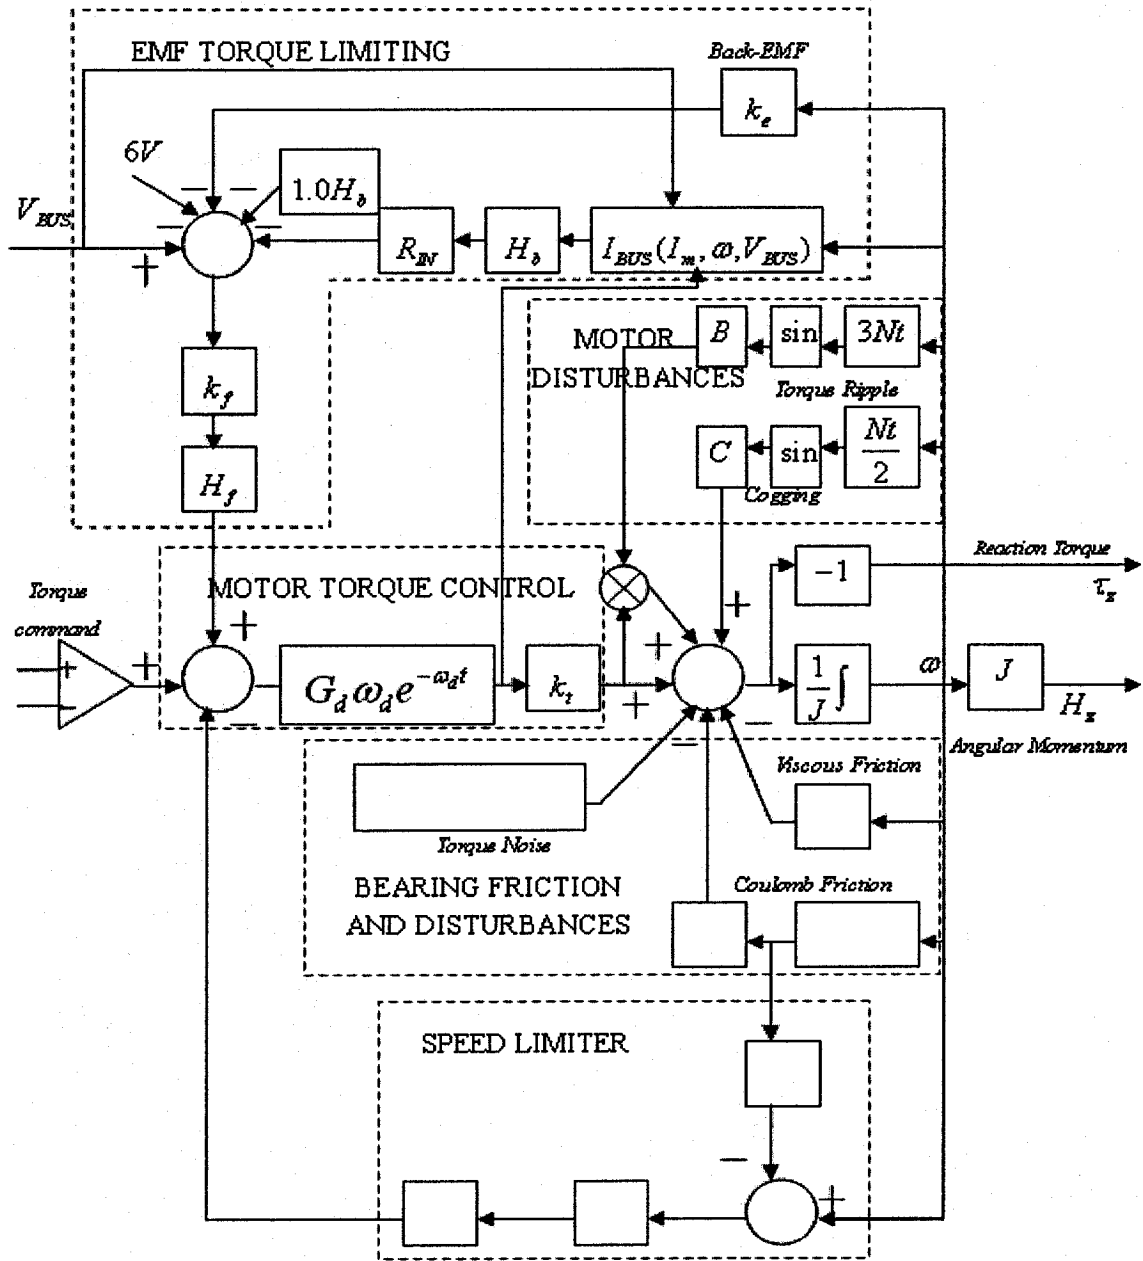 EMF TORQUE LIMITING
Back-EMF
k_e
6V
1.0H_b
V_BUS
R_IN
H_b
I_BUS(I_m, ω, V_BUS)
+
MOTOR
DISTURBANCES
B
sin
3Nt
Torque Ripple
k_f
C
sin
Nt/2
Cogging
H_f
MOTOR TORQUE CONTROL
-1
Reaction Torque
τ_z
Torque
command
+
+
G_d ω_d e^{-ω_d t}
k_t
+
+
+
1/J ∫
ω
J
H_z
Angular Momentum
Viscous Friction
Torque Noise
BEARING FRICTION
AND DISTURBANCES
Coulomb Friction
SPEED LIMITER
−
+